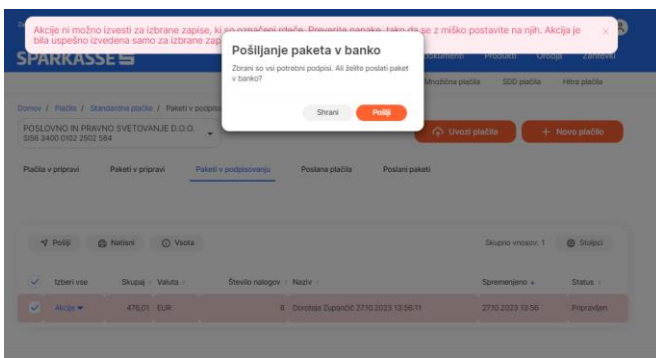 Akcije ni možno izvesti za izbrane zapise, ki so označeni rdeče. Preverite napake, tako da se z miško postavite na njih. Akcija je
bila uspešno izvedena samo za izbrane zap
SPARKASSE
Dokumenti Produkti Orodja Zahtevki
Pošiljanje paketa v banko
Zbrani so vsi potrebni podpisi. Ali želite poslati paket
v banko?
Shrani Pošlji
Množična plačila SDD plačila Hitra plačila
Domov / Plačila / Standardna plačila / Paketi v podpiso
POSLOVNO IN PRAVNO SVETOVANJE D.O.O.
SI56 3400 0102 2502 584
Uvozi plačila + Novo plačilo
Plačila v pripravi Paketi v pripravi Paketi v podpisovanju Poslana plačila Poslani paketi
Pošlji Natisni Vsota Skupno vnosov: 1 Stolpci
Izberi vse Skupaj Valuta Število nalogov Naziv Spremenjeno Status
Akcije 476,01 EUR 8 Doroteja Zupančič 27.10.2023 13:56:11 27.10.2023 13:56 Pripravljen